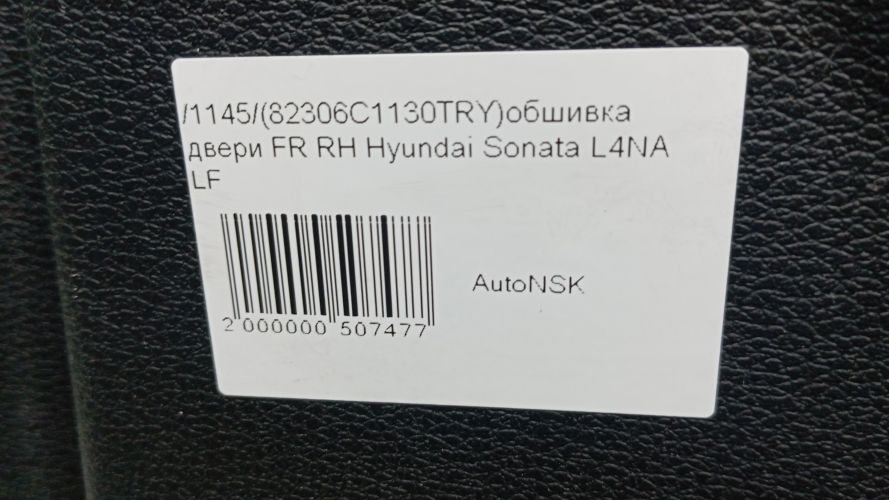 /1145/(82306C1130TRY)обшивка
двери FR RH Hyundai Sonata L4NA
LF
AutoNSK
2 000000 507477